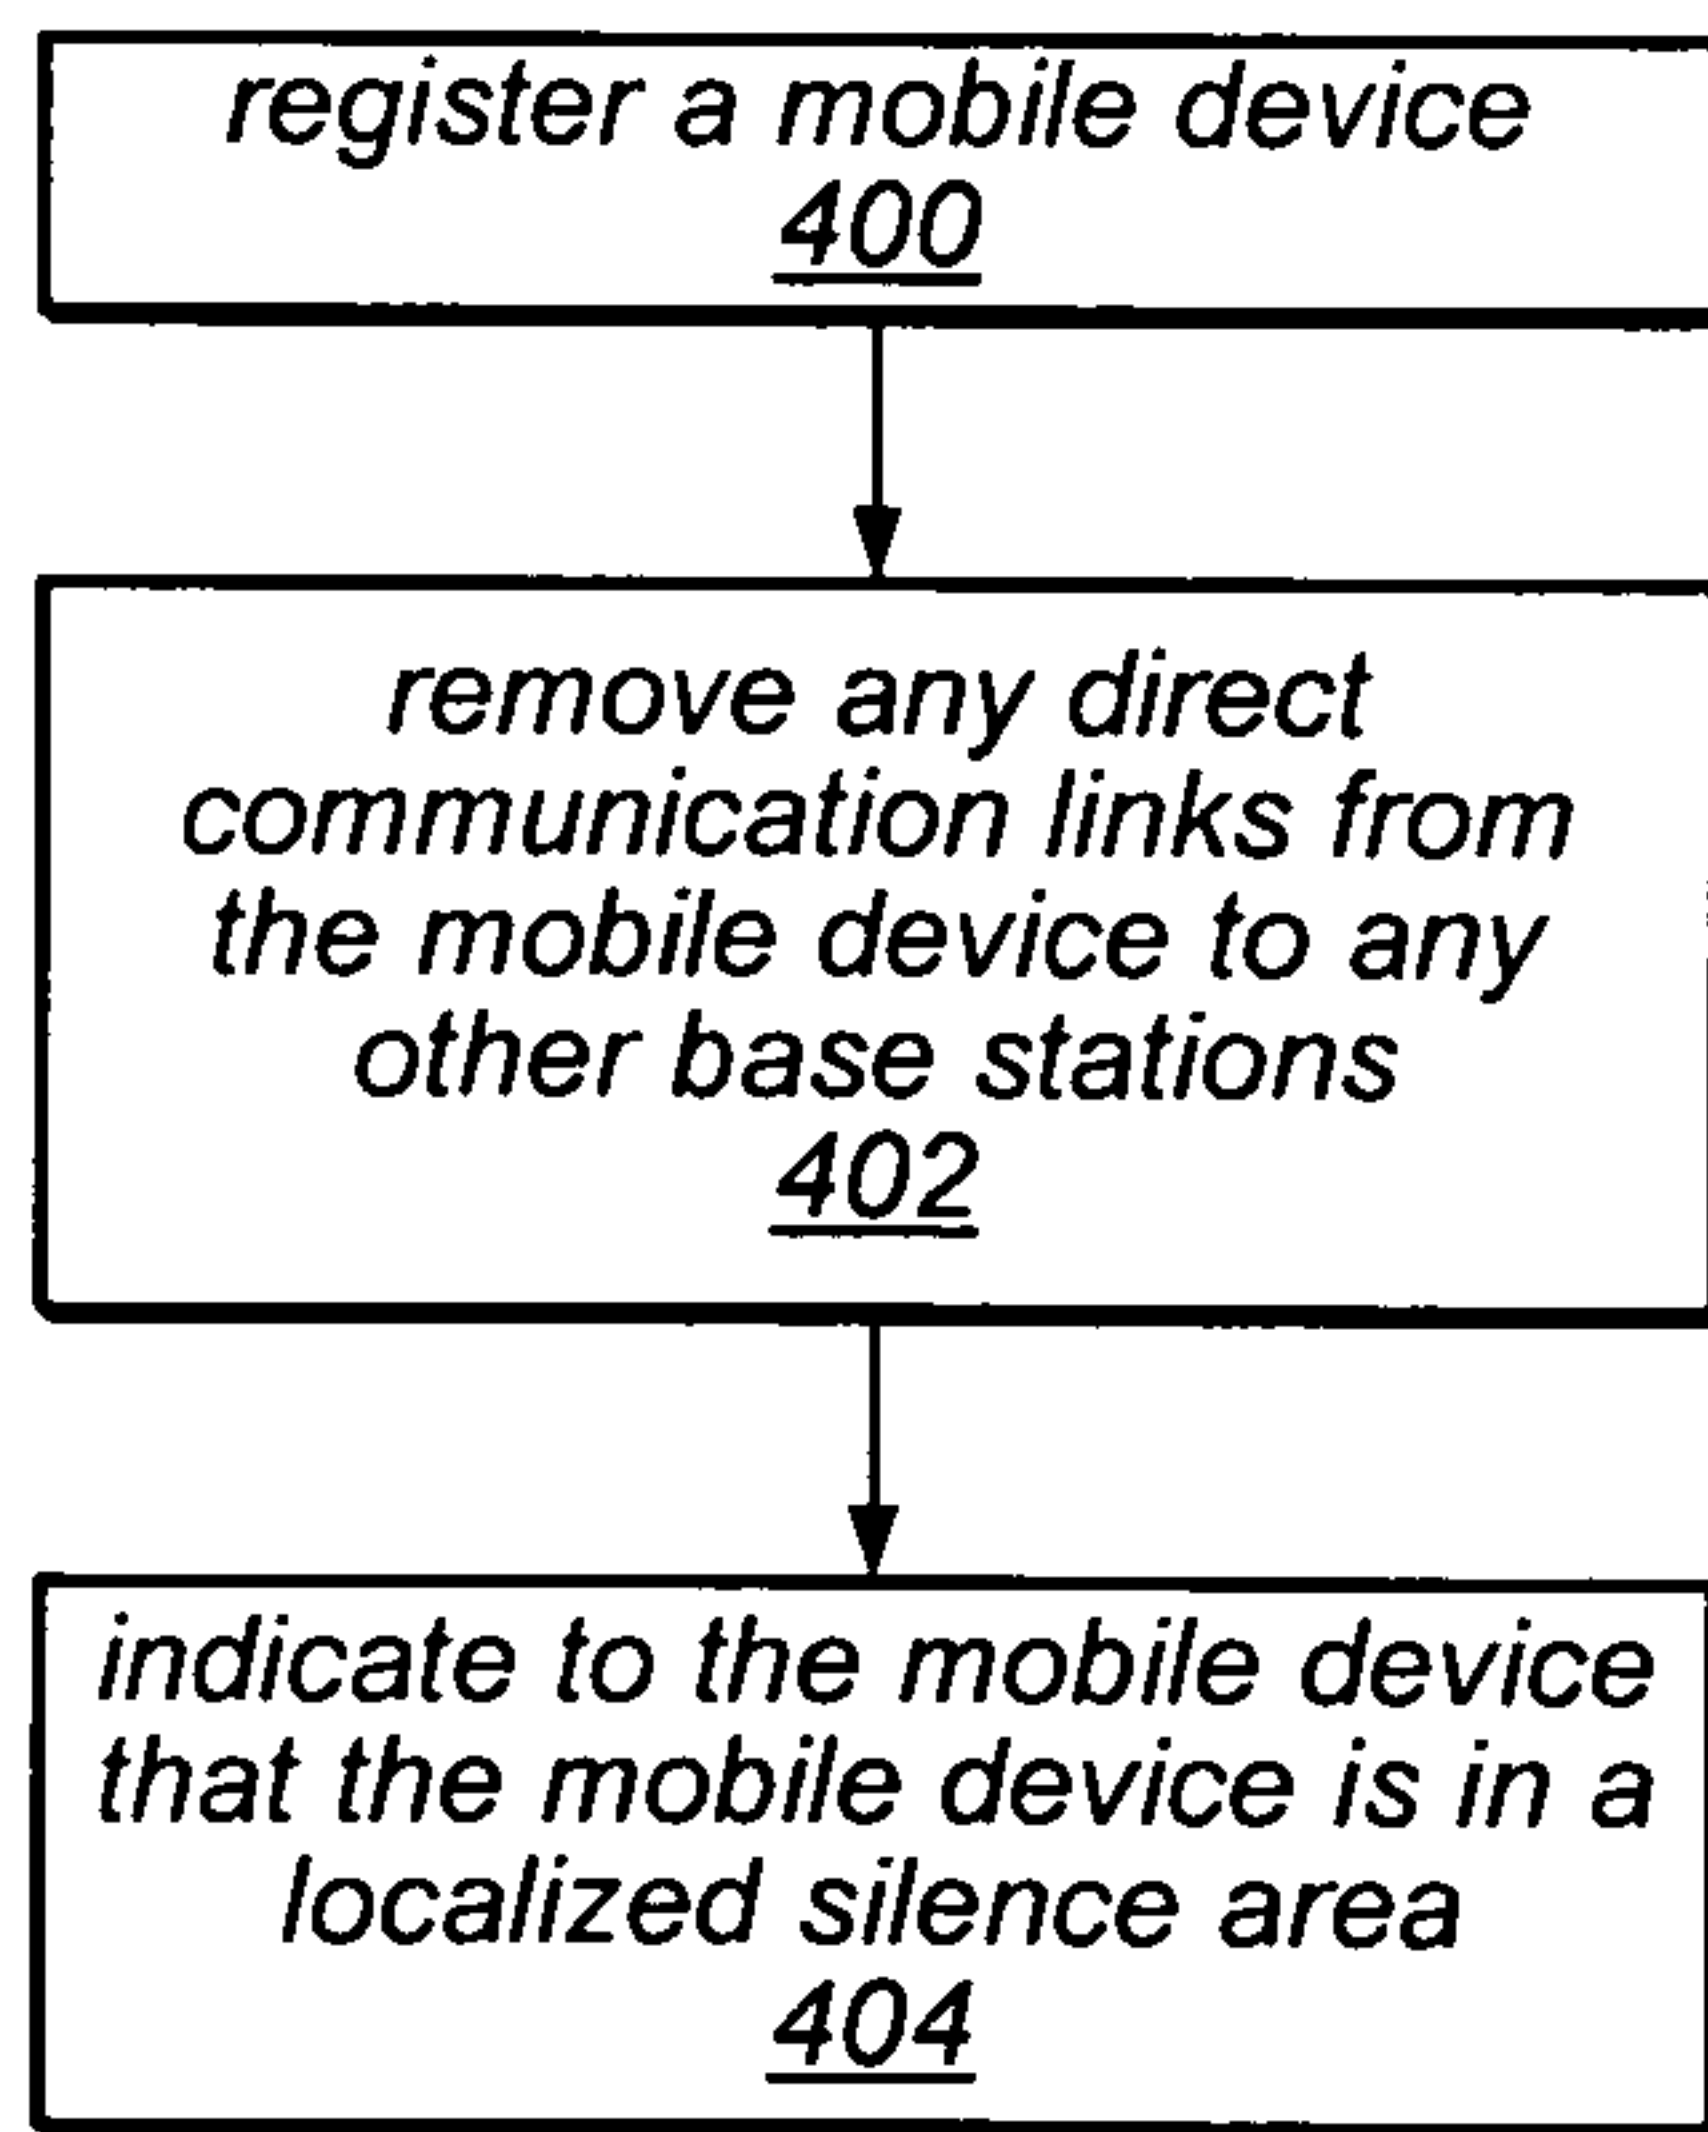 register a mobile device
400
remove any direct
communication links from
the mobile device to any
other base stations
402
indicate to the mobile device
that the mobile device is in a
localized silence area
404